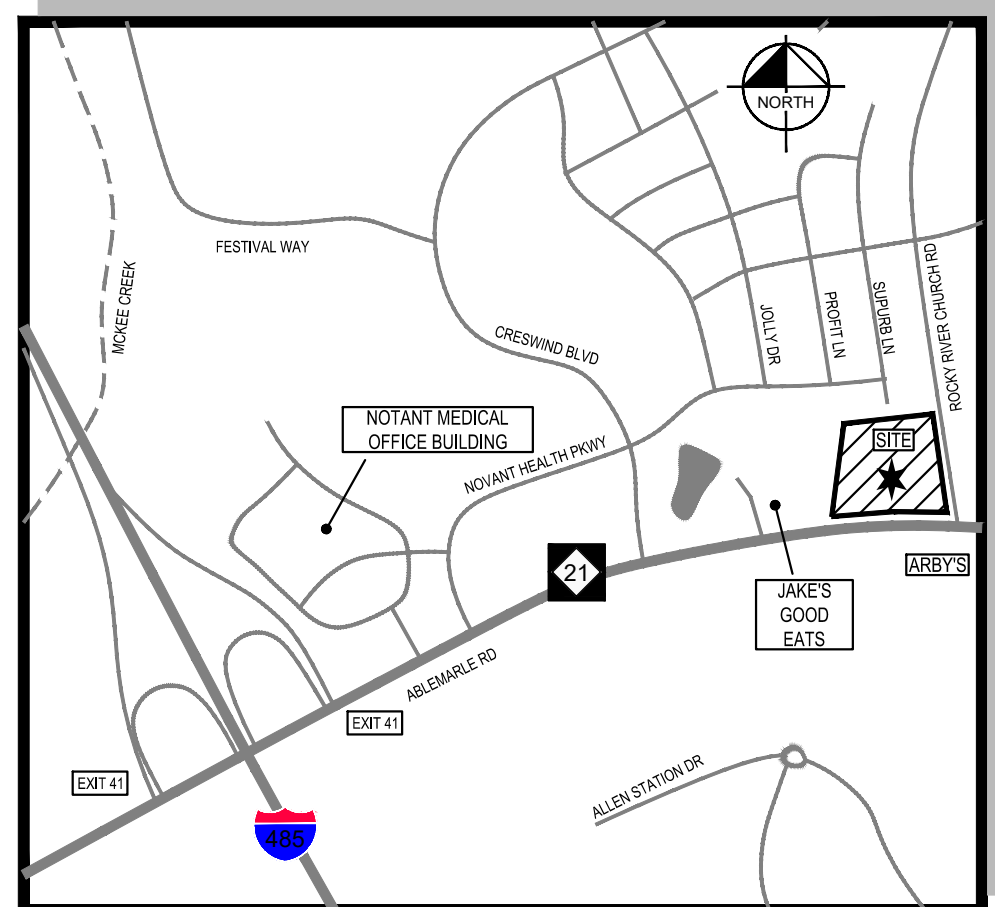 NORTH
FESTIVAL WAY
MCKEE CREEK
CRESWIND BLVD
JOLLY DR
PROFIT LN
SUPURB LN
ROCKY RIVER CHURCH RD
NOTANT MEDICAL
OFFICE BUILDING
NOVANT HEALTH PKWY
SITE
21
ARBY'S
JAKE'S
GOOD
EATS
ABLEMARLE RD
EXIT 41
EXIT 41
ALLEN STATION DR
485